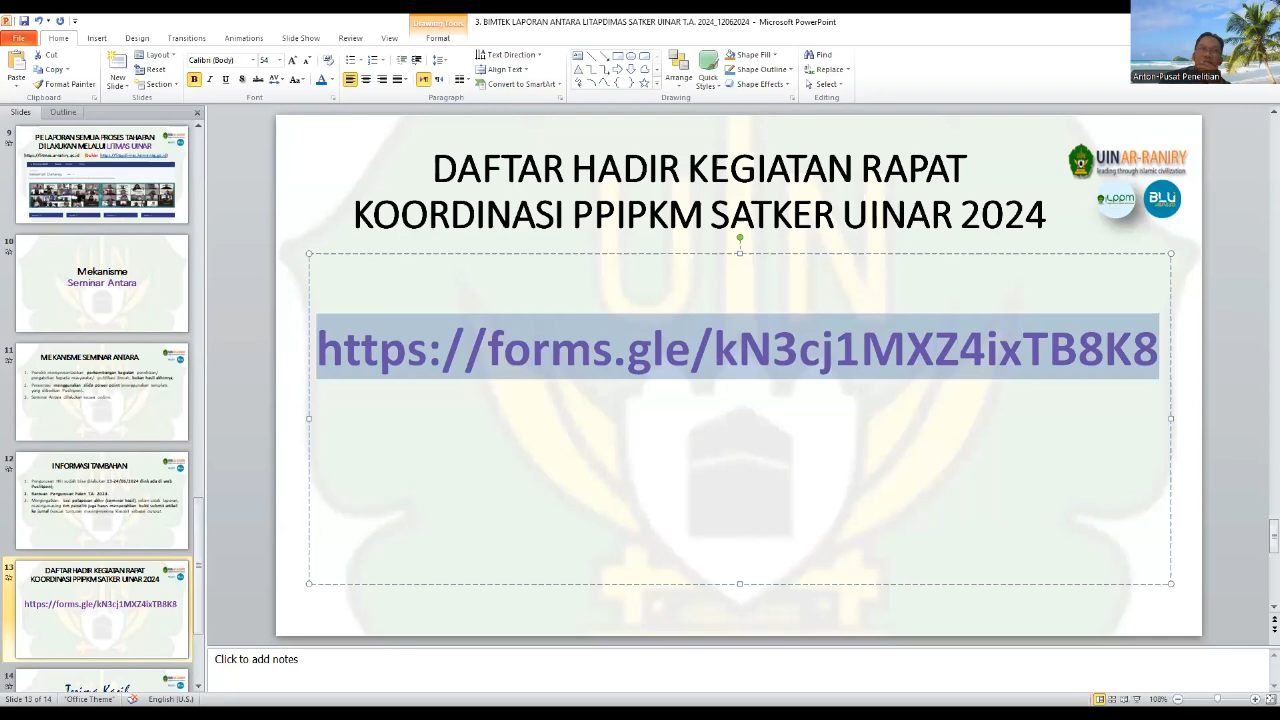 3. BIMTEK LAPORAN ANTARA LITAPDIMAS SATKER UINAR T.A. 2024_12062024 - Microsoft PowerPoint
Drawing Tools
File Home Insert Design Transitions Animations Slide Show Review View Format
Cut
Copy
Format Painter
Paste
Clipboard
New Slide
Layout
Reset
Section
Slides
Calibri (Body) 54
Font
Text Direction
Align Text
Convert to SmartArt
Paragraph
Arrange
Quick Styles
Shape Fill
Shape Outline
Shape Effects
Drawing
Find
Replace
Select
Editing
Anton-Pusat Penelitian
Slides Outline
9
PELAPORAN SEMUA PROSES TAHAPAN
DILAKUKAN MELALUI LITMAS UINAR
10
Mekanisme
Seminar Antara
11
MEKANISME SEMINAR ANTARA
12
INFORMASI TAMBAHAN
13
DAFTAR HADIR KEGIATAN RAPAT
KOORDINASI PPIPKM SATKER UINAR 2024
https://forms.gle/kN3cj1MXZ4ixTB8K8
14
Terima Kasih
DAFTAR HADIR KEGIATAN RAPAT
KOORDINASI PPIPKM SATKER UINAR 2024
UIN AR-RANIRY
leading through islamic civilization
LPPM
BLU
https://forms.gle/kN3cj1MXZ4ixTB8K8
UIN
Click to add notes
Slide 13 of 14 "Office Theme" English (U.S.) 108%